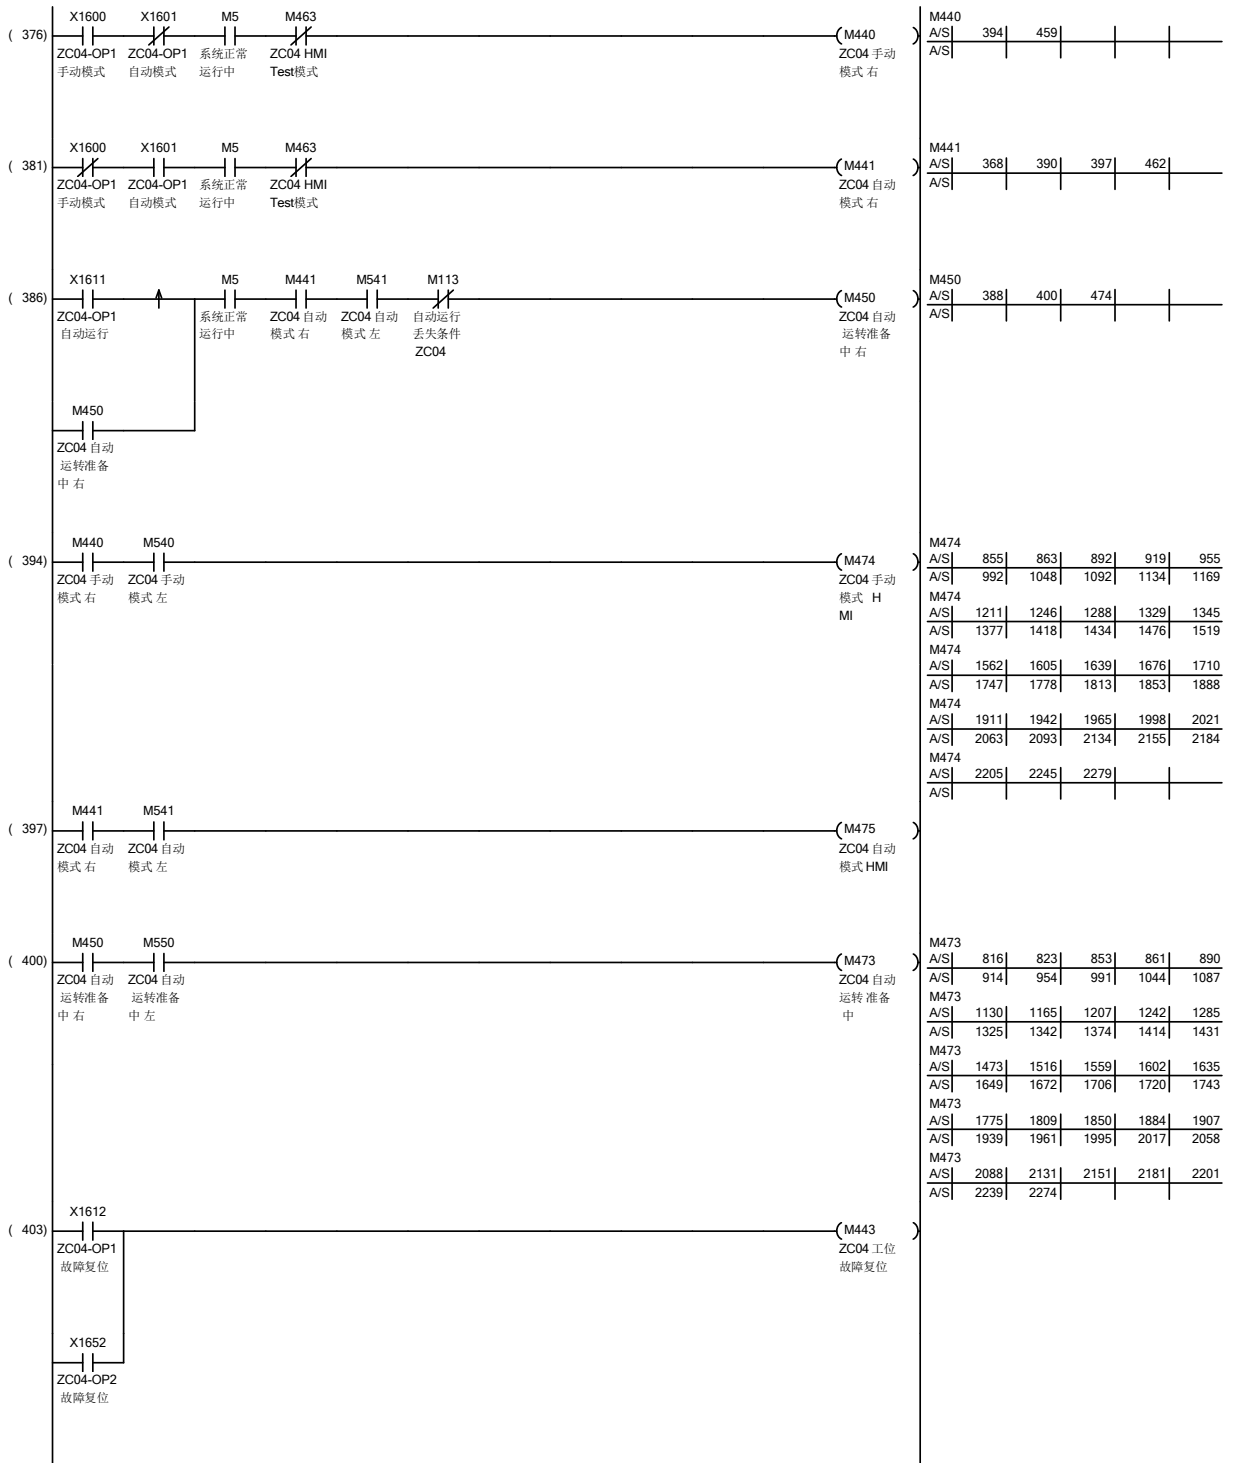 X1600 X1601 M5 M463 M440
( 376) (M440 ) A/S 394 459
ZC04-OP1 ZC04-OP1 系统正常 ZC04 HMI ZC04 手动 A/S
手动模式 自动模式 运行中 Test模式 模式 右
X1600 X1601 M5 M463 M441
( 381) (M441 ) A/S 368 390 397 462
ZC04-OP1 ZC04-OP1 系统正常 ZC04 HMI ZC04 自动 A/S
手动模式 自动模式 运行中 Test模式 模式 右
X1611 M5 M441 M541 M113 M450
( 386) (M450 ) A/S 388 400 474
ZC04-OP1 系统正常 ZC04 自动 ZC04 自动 自动运行 ZC04 自动 A/S
自动运行 运行中 模式 右 模式 左 丢失条件 运转准备
ZC04 中 右
M450
ZC04 自动
运转准备
中 右
M440 M540 M474
( 394) (M474 ) A/S 855 863 892 919 955
ZC04 手动 ZC04 手动 ZC04 手动 A/S 992 1048 1092 1134 1169
模式 右 模式 左 模式 H M474
MI A/S 1211 1246 1288 1329 1345
A/S 1377 1418 1434 1476 1519
M474
A/S 1562 1605 1639 1676 1710
A/S 1747 1778 1813 1853 1888
M474
A/S 1911 1942 1965 1998 2021
A/S 2063 2093 2134 2155 2184
M474
A/S 2205 2245 2279
A/S
M441 M541
( 397) (M475 )
ZC04 自动 ZC04 自动 ZC04 自动
模式 右 模式 左 模式 HMI
M450 M550 M473
( 400) (M473 ) A/S 816 823 853 861 890
ZC04 自动 ZC04 自动 ZC04 自动 A/S 914 954 991 1044 1087
运转准备 运转准备 运转 准备 M473
中 右 中 左 中 A/S 1130 1165 1207 1242 1285
A/S 1325 1342 1374 1414 1431
M473
A/S 1473 1516 1559 1602 1635
A/S 1649 1672 1706 1720 1743
M473
A/S 1775 1809 1850 1884 1907
A/S 1939 1961 1995 2017 2058
M473
A/S 2088 2131 2151 2181 2201
A/S 2239 2274
X1612
( 403) (M443 )
ZC04-OP1 ZC04 工位
故障复位 故障复位
X1652
ZC04-OP2
故障复位